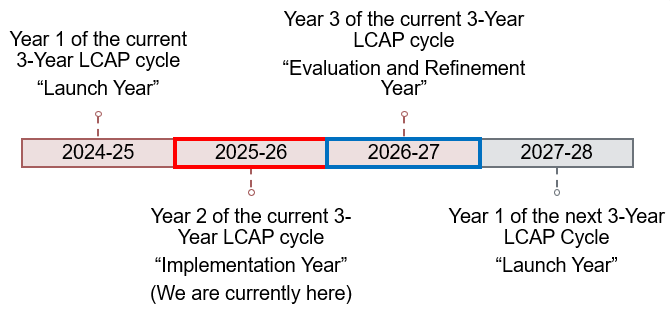 Year 1 of the current
3-Year LCAP cycle
“Launch Year”
Year 3 of the current 3-Year
LCAP cycle
“Evaluation and Refinement
Year”
2024-25
2025-26
2026-27
2027-28
Year 2 of the current 3-
Year LCAP cycle
“Implementation Year”
(We are currently here)
Year 1 of the next 3-Year
LCAP Cycle
“Launch Year”